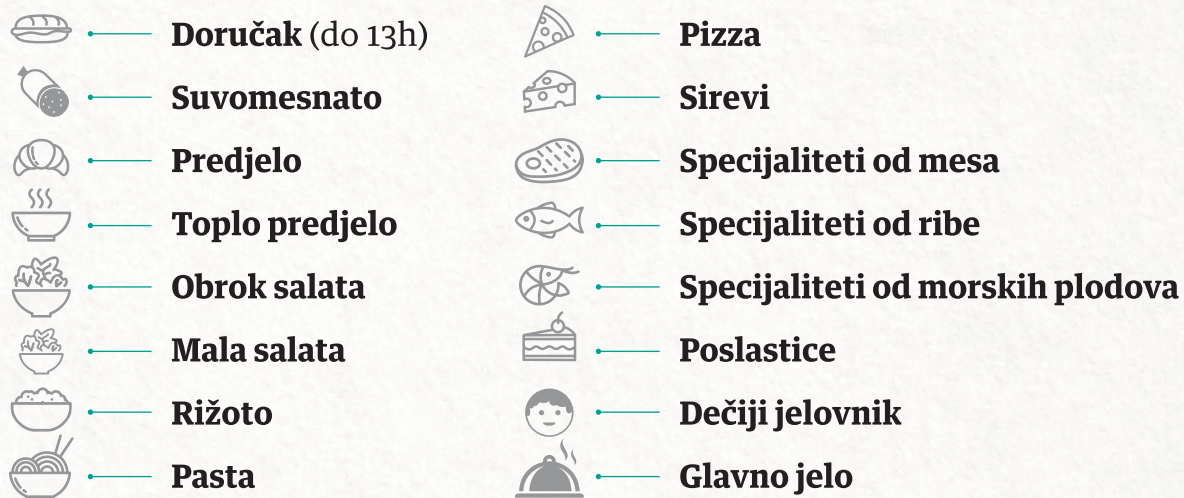 Doručak (do 13h)
Suvomesnato
Predjelo
Toplo predjelo
Obrok salata
Mala salata
Rižoto
Pasta
Pizza
Sirevi
Specijaliteti od mesa
Specijaliteti od ribe
Specijaliteti od morskih plodova
Poslastice
Dečiji jelovnik
Glavno jelo